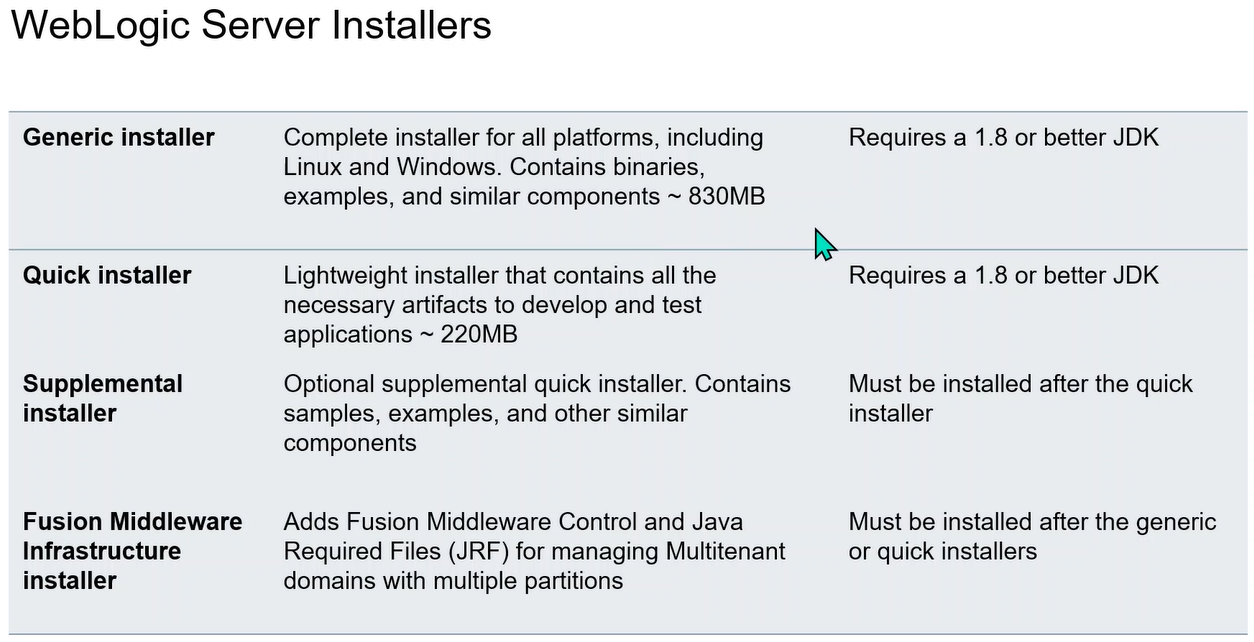 WebLogic Server Installers
Generic installer
Complete installer for all platforms, including
Linux and Windows. Contains binaries,
examples, and similar components ~ 830MB
Requires a 1.8 or better JDK
Quick installer
Lightweight installer that contains all the
necessary artifacts to develop and test
applications ~ 220MB
Requires a 1.8 or better JDK
Supplemental
installer
Optional supplemental quick installer. Contains
samples, examples, and other similar
components
Must be installed after the quick
installer
Fusion Middleware
Infrastructure
installer
Adds Fusion Middleware Control and Java
Required Files (JRF) for managing Multitenant
domains with multiple partitions
Must be installed after the generic
or quick installers